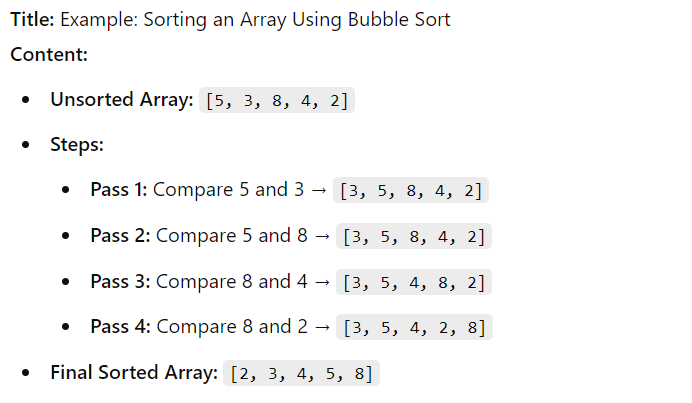 Title: Example: Sorting an Array Using Bubble Sort
Content:
• Unsorted Array: [5, 3, 8, 4, 2]
• Steps:
• Pass 1: Compare 5 and 3 → [3, 5, 8, 4, 2]
• Pass 2: Compare 5 and 8 → [3, 5, 8, 4, 2]
• Pass 3: Compare 8 and 4 → [3, 5, 4, 8, 2]
• Pass 4: Compare 8 and 2 → [3, 5, 4, 2, 8]
• Final Sorted Array: [2, 3, 4, 5, 8]